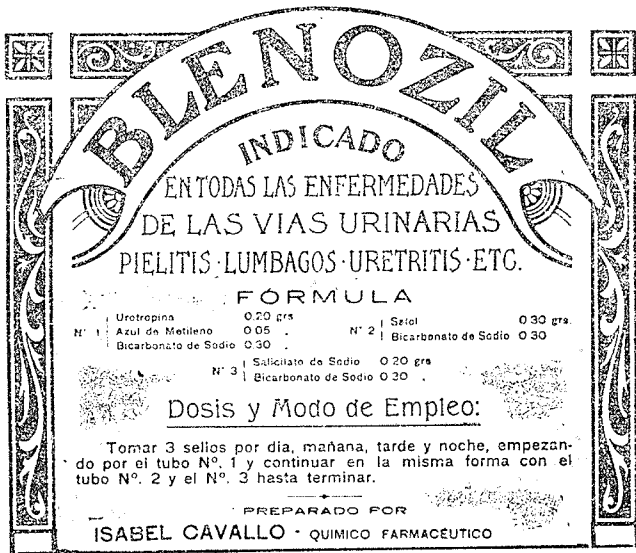 BLENOZIL
INDICADO
EN TODAS LAS ENFERMEDADES
DE LAS VIAS URINARIAS
PIELITIS·LUMBAGOS·URETRITIS·ETC.
FÓRMULA
Nº 1 Urotropina 0.20 grs
Azul de Metileno 0 05 .
Bicarbonato de Sodio 0 30 .
Nº 2 Salol 0 30 grs.
Bicarbonato de Sodio 0 30
Nº 3 Salicilato de Sodio 0 20 grs
Bicarbonato de Sodio 0 30 .
Dosis y Modo de Empleo:
Tomar 3 sellos por dia, mañana, tarde y noche, empezan-
do por el tubo Nº. 1 y continuar en la misma forma con el
tubo Nº. 2 y el Nº. 3 hasta terminar.
PREPARADO POR
ISABEL CAVALLO - QUIMICO FARMACÉUTICO